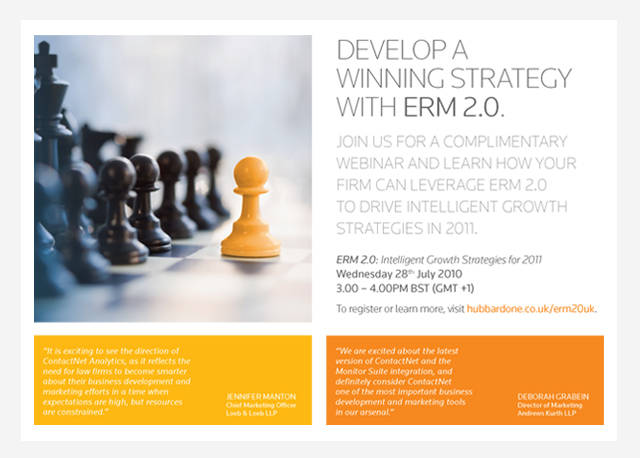 DEVELOP A
WINNING STRATEGY
WITH ERM 2.0.
JOIN US FOR A COMPLIMENTARY
WEBINAR AND LEARN HOW YOUR
FIRM CAN LEVERAGE ERM 2.0
TO DRIVE INTELLIGENT GROWTH
STRATEGIES IN 2011.
ERM 2.0: Intelligent Growth Strategies for 2011
Wednesday 28th July 2010
3.00 – 4.00PM BST (GMT +1)
To register or learn more, visit hubbardone.co.uk/erm20uk.
"It is exciting to see the direction of
ContactNet Analytics, as it reflects the
need for law firms to become smarter
about their business development and
marketing efforts in a time when
expectations are high, but resources
are constrained."
JENNIFER MANTON
Chief Marketing Officer
Loeb & Loeb LLP
"We are excited about the latest
version of ContactNet and the
Monitor Suite integration, and
definitely consider ContactNet
one of the most important business
development and marketing tools
in our arsenal."
DEBORAH GRABEIN
Director of Marketing
Andrews Kurth LLP